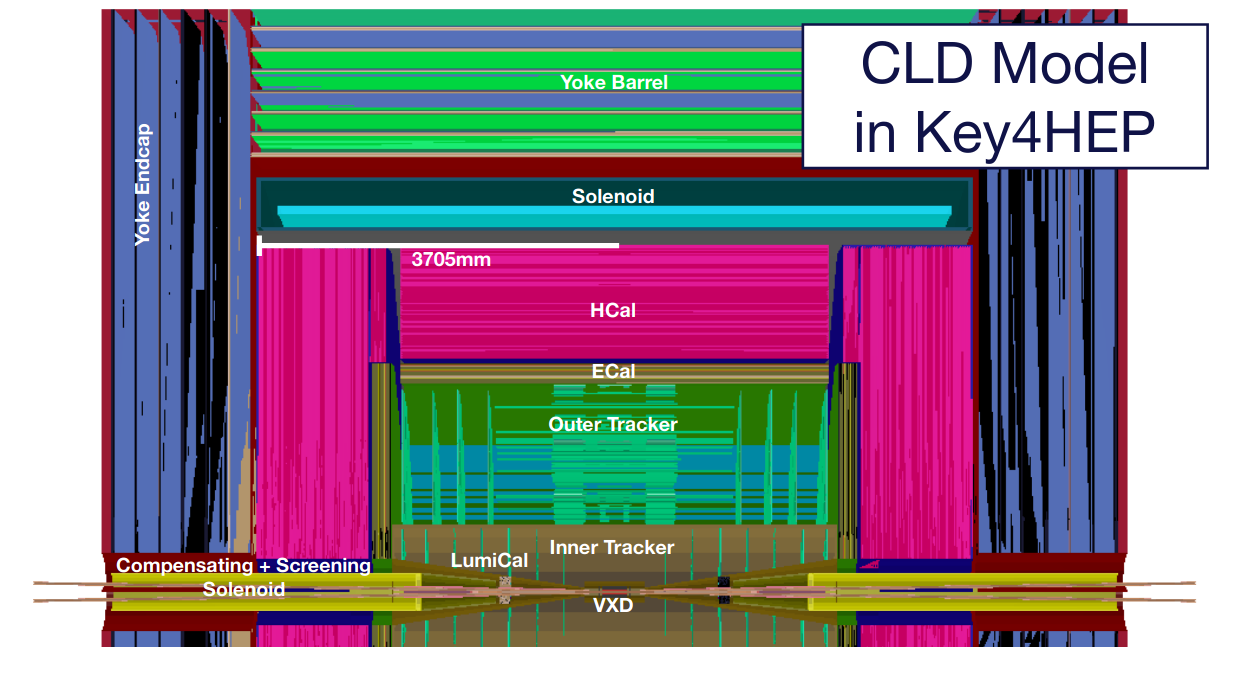 CLD Model
in Key4HEP
Yoke Barrel
Yoke Endcap
Solenoid
3705mm
HCal
ECal
Outer Tracker
Inner Tracker
LumiCal
Compensating + Screening
Solenoid
VXD